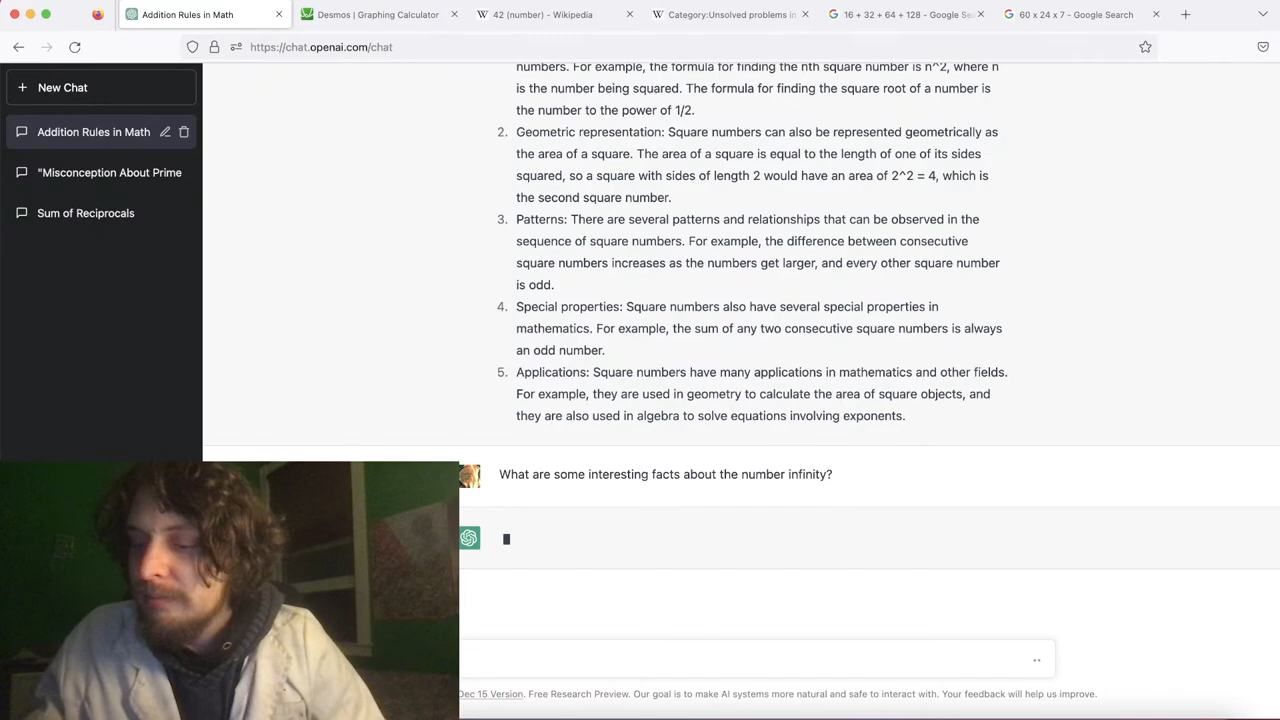 Addition Rules in Math
Desmos | Graphing Calculator
42 (number) - Wikipedia
Category:Unsolved problems in
16 + 32 + 64 + 128 - Google Se
60 x 24 x 7 - Google Search
https://chat.openai.com/chat
New Chat
Addition Rules in Math
"Misconception About Prime
Sum of Reciprocals
numbers. For example, the formula for finding the nth square number is n^2, where n
is the number being squared. The formula for finding the square root of a number is
the number to the power of 1/2.
2. Geometric representation: Square numbers can also be represented geometrically as
the area of a square. The area of a square is equal to the length of one of its sides
squared, so a square with sides of length 2 would have an area of 2^2 = 4, which is
the second square number.
3. Patterns: There are several patterns and relationships that can be observed in the
sequence of square numbers. For example, the difference between consecutive
square numbers increases as the numbers get larger, and every other square number
is odd.
4. Special properties: Square numbers also have several special properties in
mathematics. For example, the sum of any two consecutive square numbers is always
an odd number.
5. Applications: Square numbers have many applications in mathematics and other fields.
For example, they are used in geometry to calculate the area of square objects, and
they are also used in algebra to solve equations involving exponents.
What are some interesting facts about the number infinity?
Dec 15 Version. Free Research Preview. Our goal is to make AI systems more natural and safe to interact with. Your feedback will help us improve.